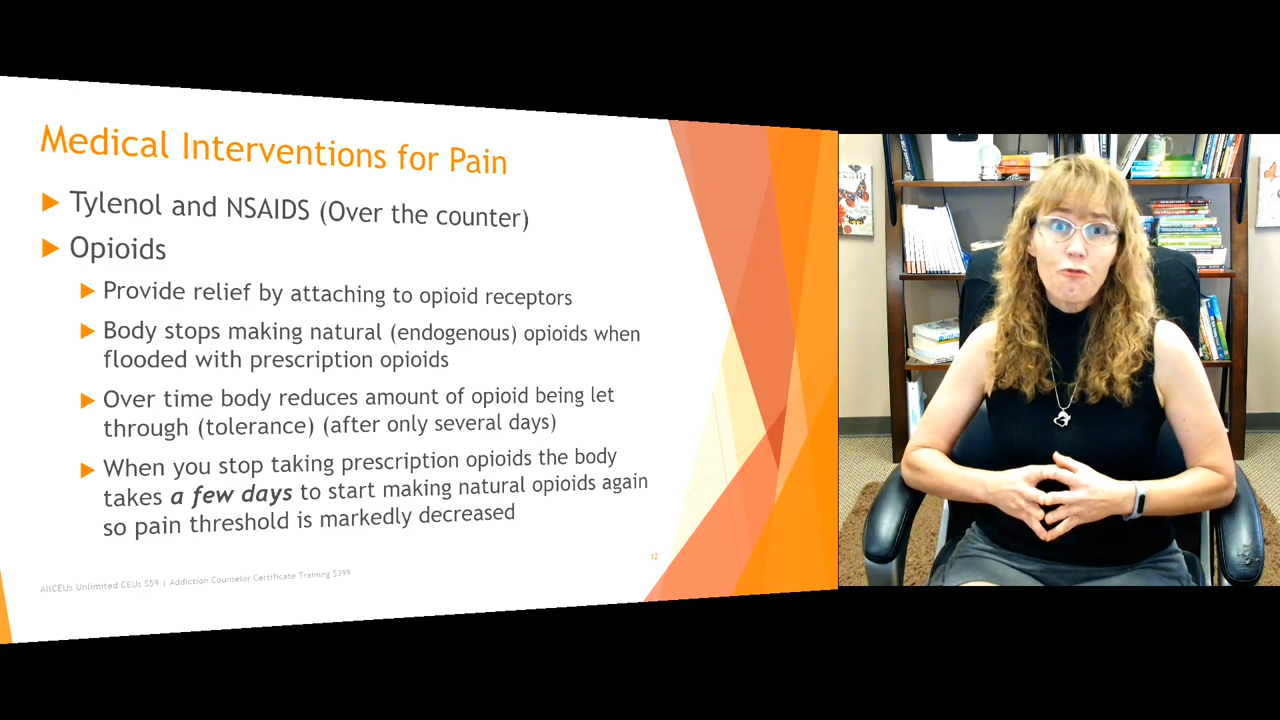 Medical Interventions for Pain
Tylenol and NSAIDS (Over the counter)
Opioids
Provide relief by attaching to opioid receptors
Body stops making natural (endogenous) opioids when
flooded with prescription opioids
Over time body reduces amount of opioid being let
through (tolerance) (after only several days)
When you stop taking prescription opioids the body
takes a few days to start making natural opioids again
so pain threshold is markedly decreased
12
AllCEUs Unlimited CEUs $59 | Addiction Counselor Certificate Training $399